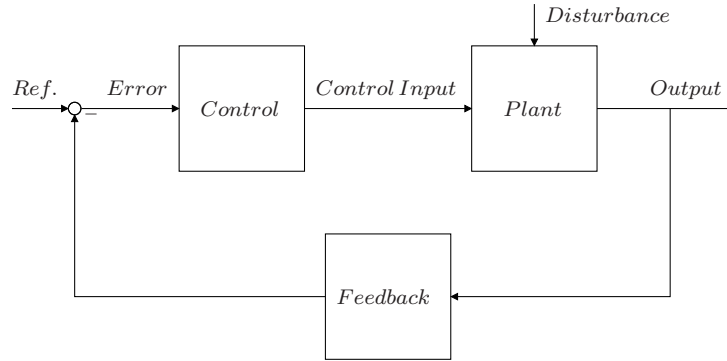 Disturbance
Ref.
Error
Control Input
Output
Control
Plant
−
Feedback